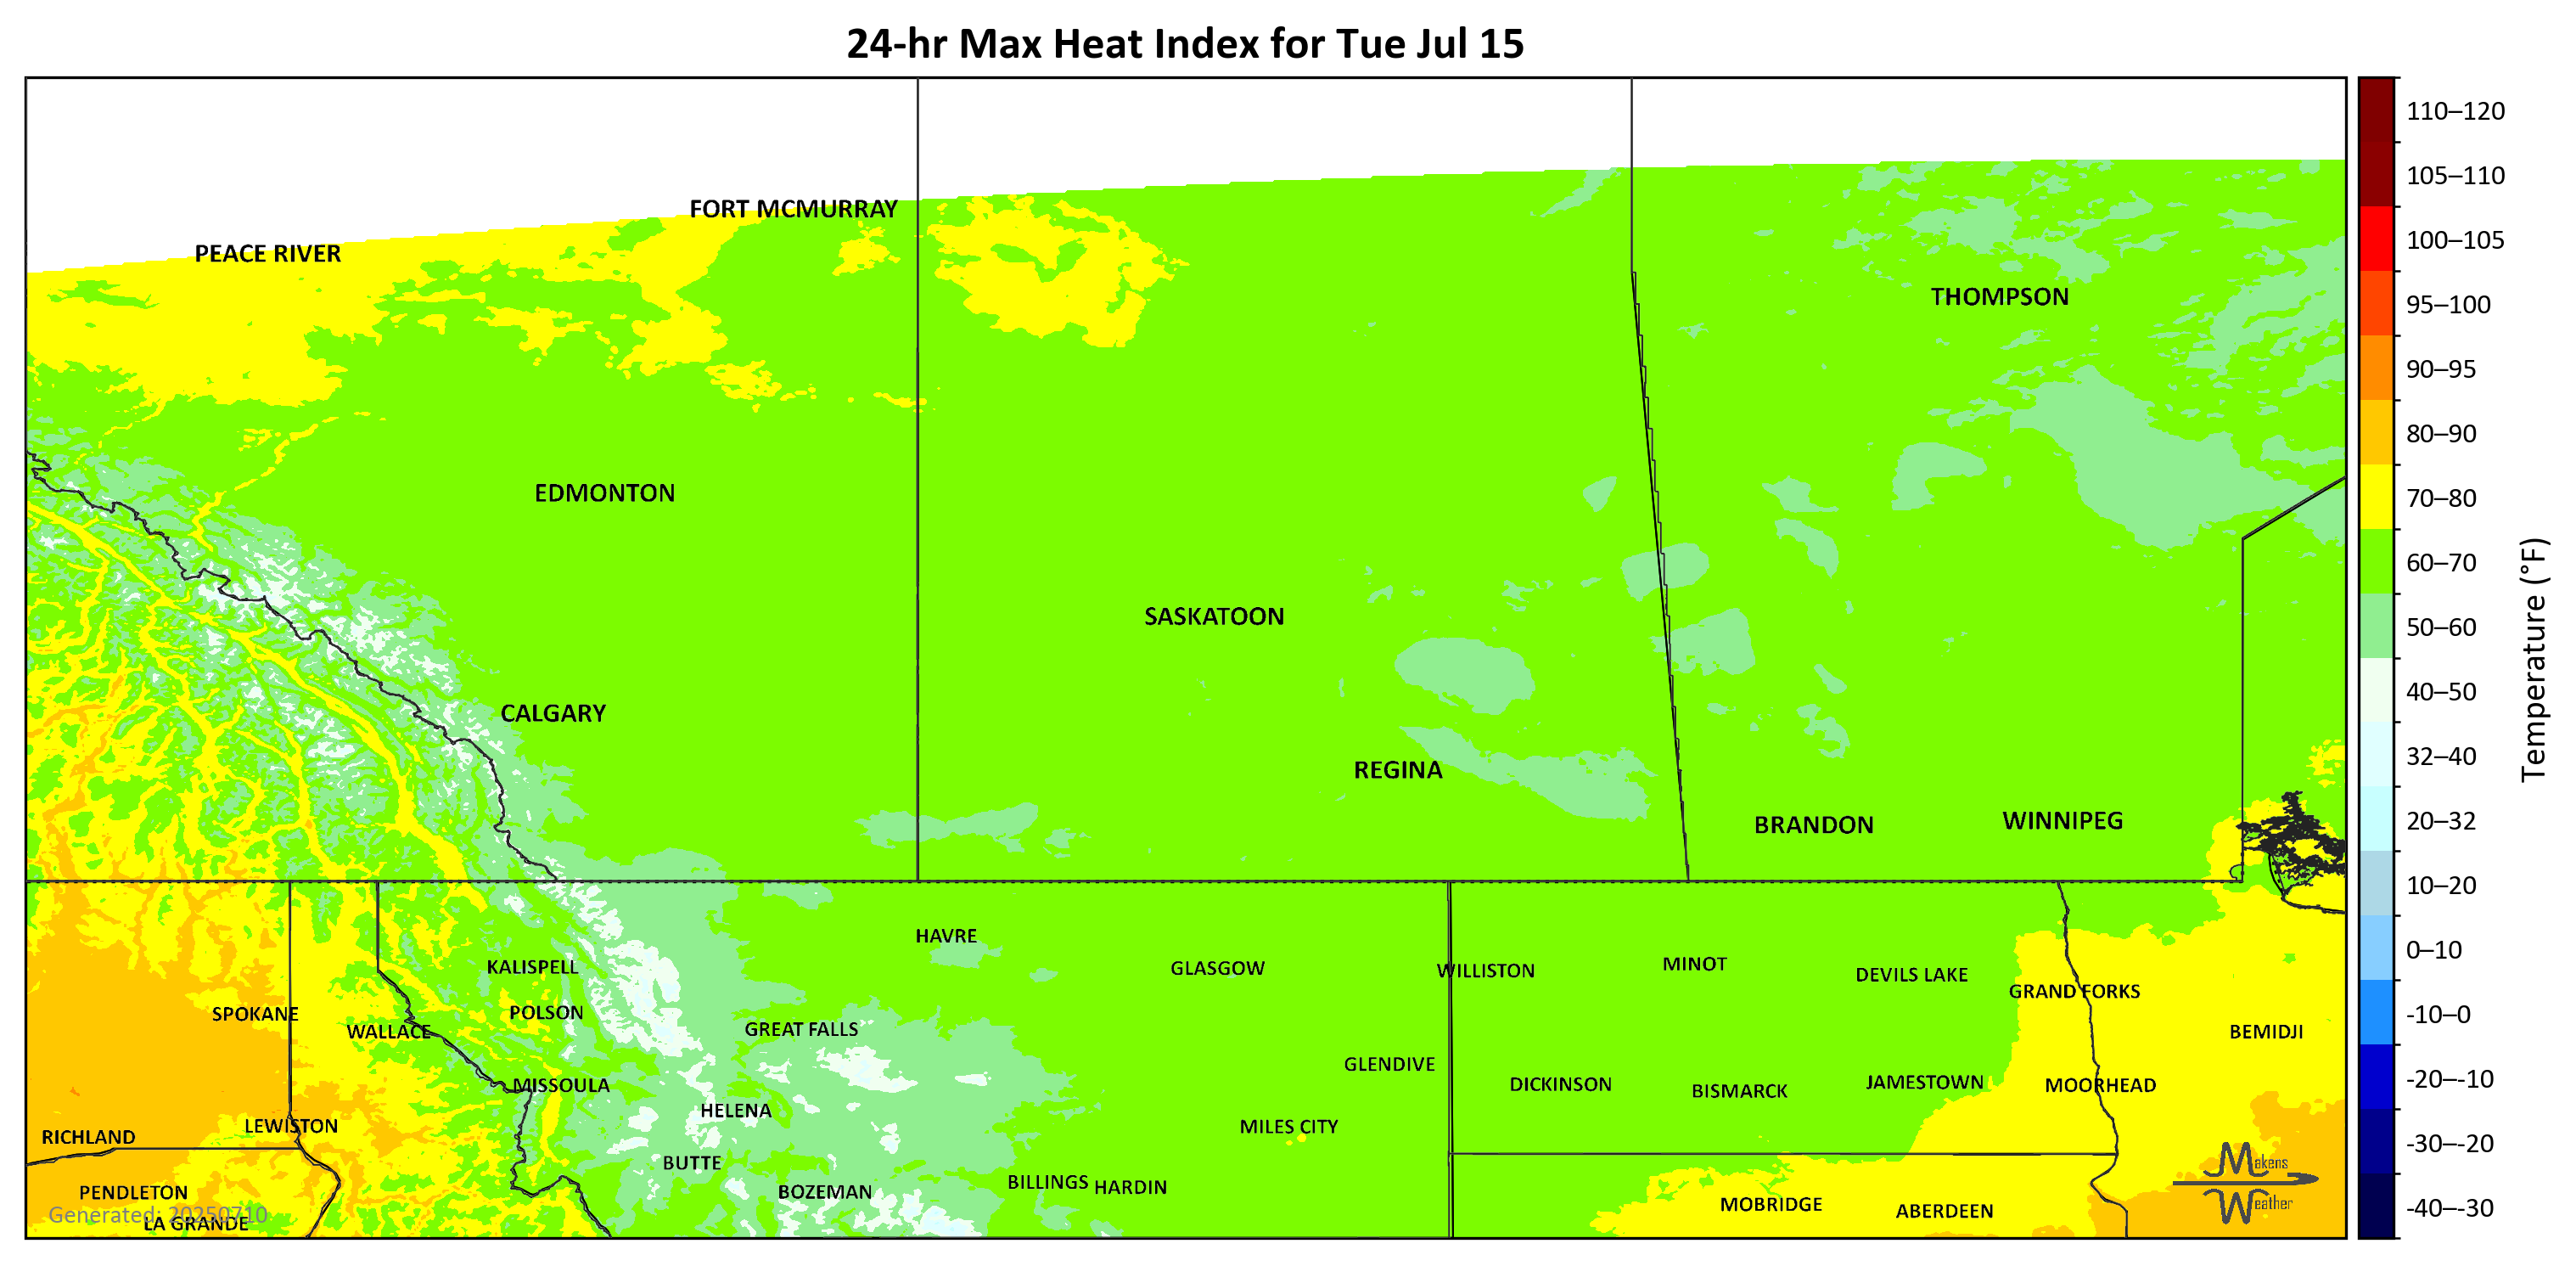 24-hr Max Heat Index for Tue Jul 15
FORT MCMURRAY
PEACE RIVER
THOMPSON
EDMONTON
SASKATOON
CALGARY
REGINA
BRANDON
WINNIPEG
HAVRE
KALISPELL
GLASGOW
WILLISTON
MINOT
DEVILS LAKE
GRAND FORKS
SPOKANE
POLSON
WALLACE
GREAT FALLS
BEMIDJI
GLENDIVE
MISSOULA
DICKINSON
BISMARCK
JAMESTOWN
MOORHEAD
HELENA
LEWISTON
MILES CITY
RICHLAND
BUTTE
BILLINGS
HARDIN
PENDLETON
BOZEMAN
MOBRIDGE
ABERDEEN
Generated: 20250710
LA GRANDE
Makens
Weather
110–120
105–110
100–105
95–100
90–95
80–90
70–80
60–70
50–60
40–50
32–40
20–32
10–20
0–10
-10–0
-20–-10
-30–-20
-40–-30
Temperature (°F)